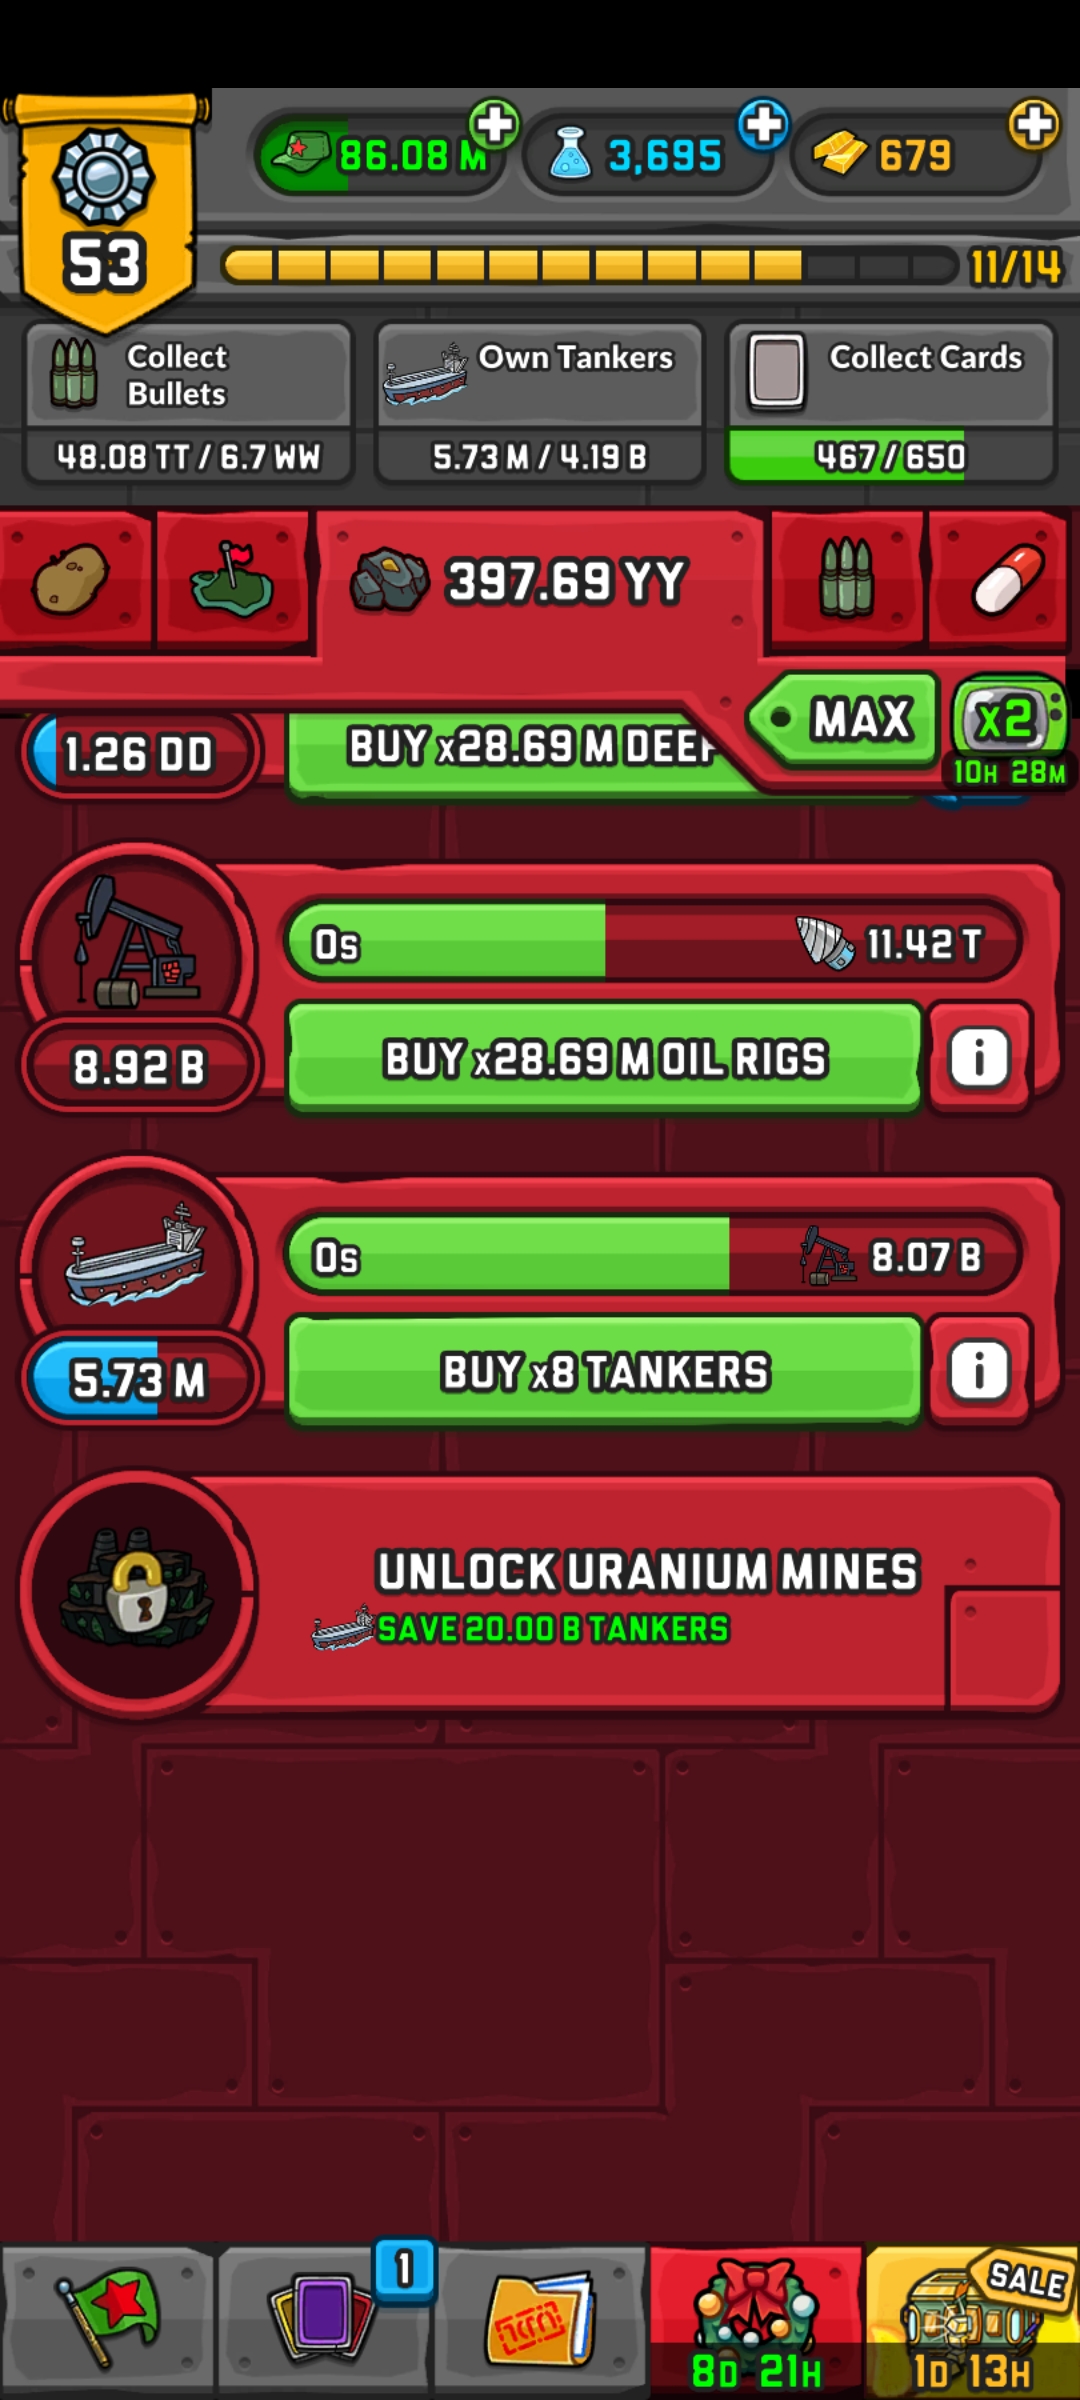 86.08 M
3,695
679
53
11/14
Collect
Bullets
48.08 TT / 6.7 WW
Own Tankers
5.73 M / 4.19 B
Collect Cards
467 / 650
397.69 YY
MAX
x2
10H 28M
1.26 DD
BUY x28.69 M DEEP
0s
11.42 T
8.92 B
BUY x28.69 M OIL RIGS
i
0s
8.07 B
5.73 M
BUY x8 TANKERS
i
UNLOCK URANIUM MINES
SAVE 20.00 B TANKERS
1
8D 21H
SALE
1D 13H